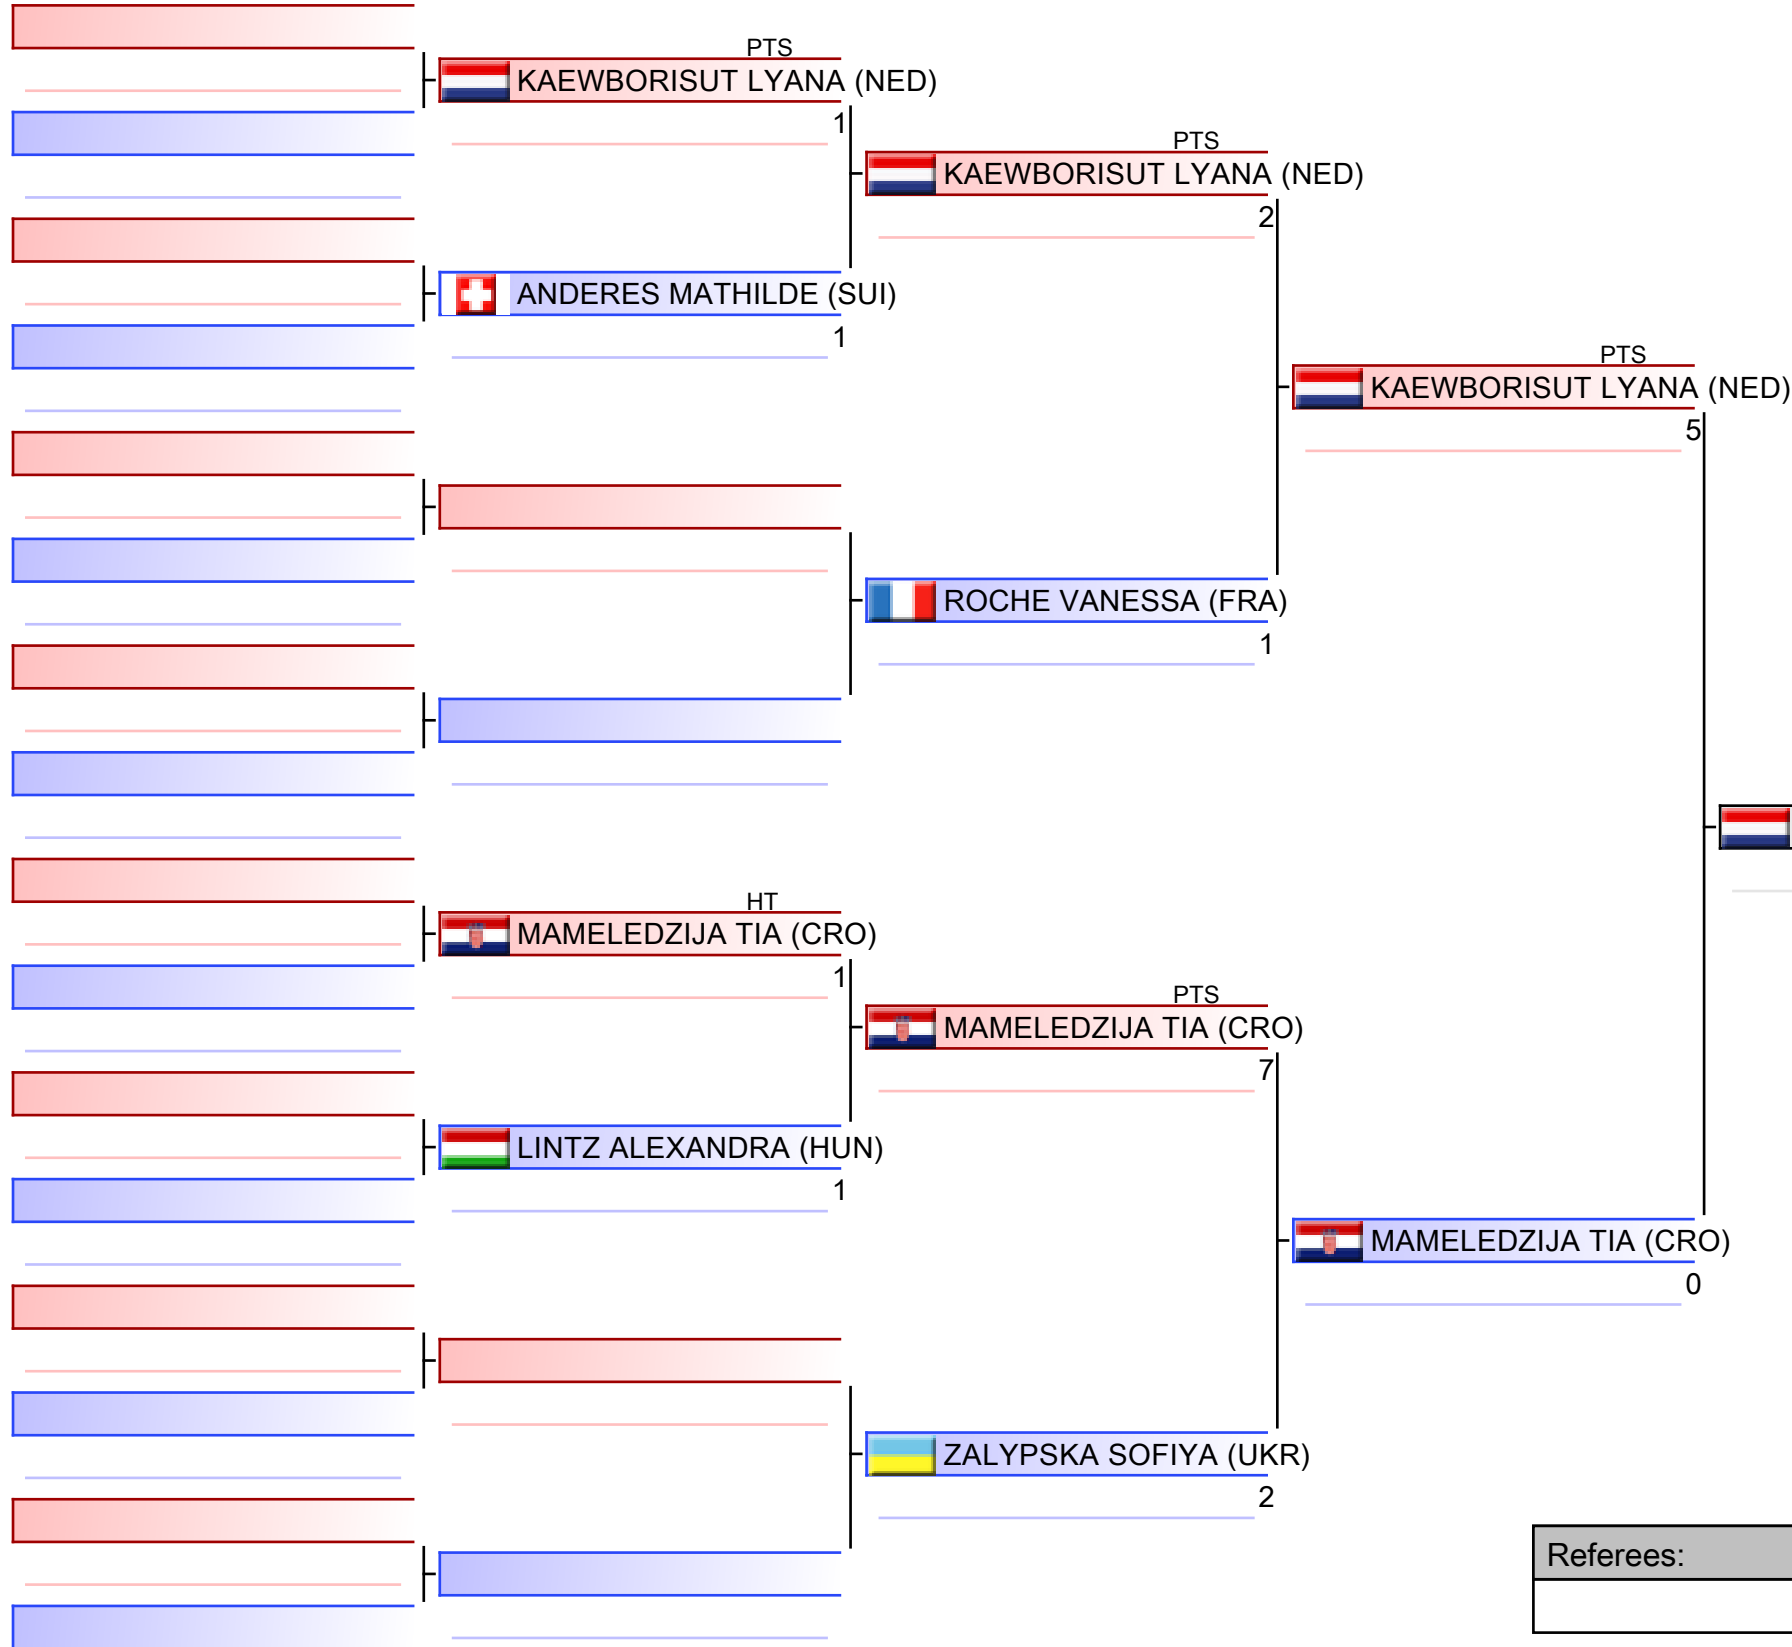 PTS
KAEWBORISUT LYANA (NED)
1
PTS
KAEWBORISUT LYANA (NED)
2
ANDERES MATHILDE (SUI)
1
PTS
KAEWBORISUT LYANA (NED)
5
ROCHE VANESSA (FRA)
1
HT
MAMELEDZIJA TIA (CRO)
1
PTS
MAMELEDZIJA TIA (CRO)
7
LINTZ ALEXANDRA (HUN)
1
MAMELEDZIJA TIA (CRO)
0
ZALYPSKA SOFIYA (UKR)
2
Referees: